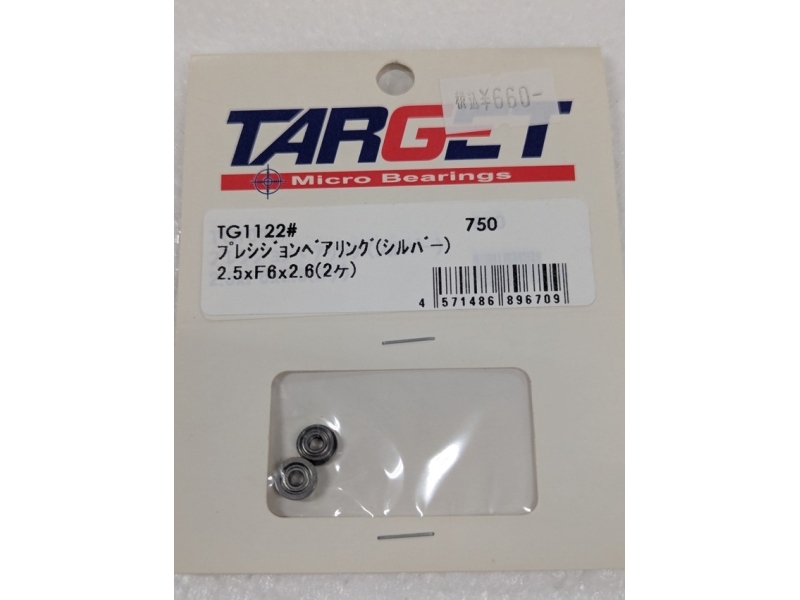 税込¥660-
TARGET
Micro Bearings
TG1122# 750
プレシジョンベアリング(シルバー)
2.5xF6x2.6(2ケ)
4 571486 896709